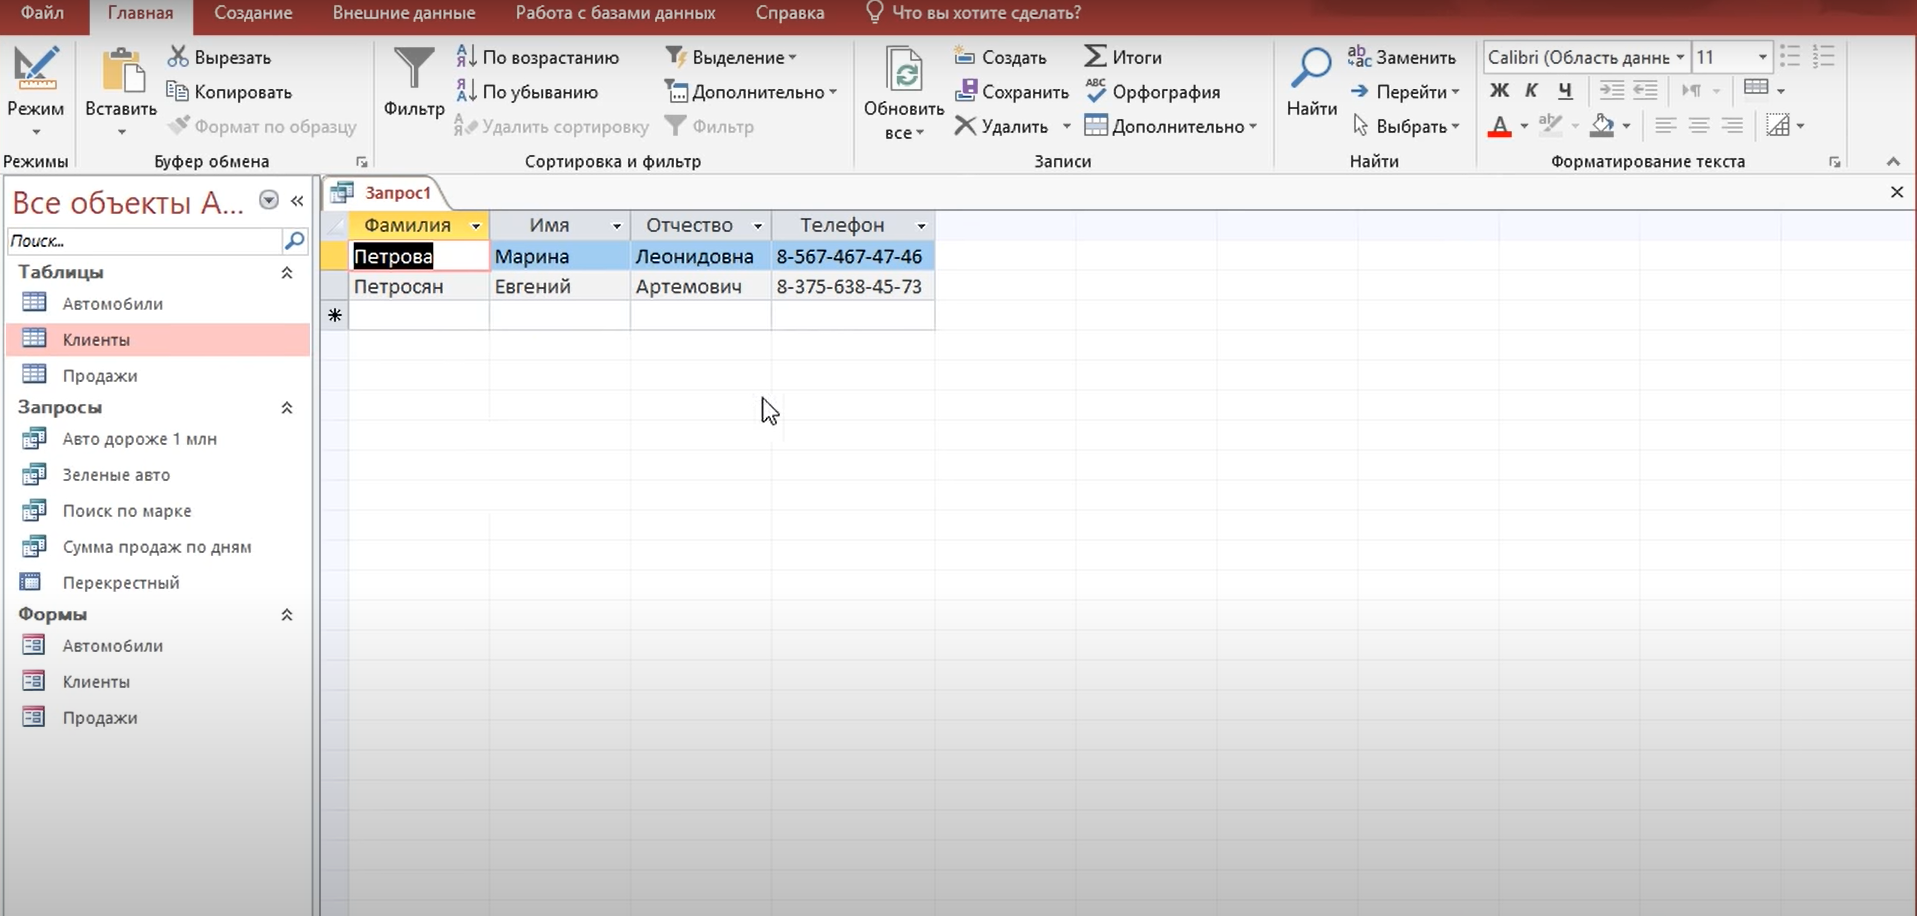 Файл Главная Создание Внешние данные Работа с базами данных Справка Что вы хотите сделать?
Режим
Режимы
Вставить
Вырезать
Копировать
Формат по образцу
Буфер обмена
Фильтр
По возрастанию
По убыванию
Удалить сортировку
Выделение
Дополнительно
Фильтр
Сортировка и фильтр
Обновить
все
Создать
Сохранить
Удалить
Итоги
Орфография
Дополнительно
Записи
Найти
Заменить
Перейти
Выбрать
Найти
Calibri (Область даннь 11
Ж К Ч
Форматирование текста
Все объекты A...
Поиск...
Таблицы
Автомобили
Клиенты
Продажи
Запросы
Авто дороже 1 млн
Зеленые авто
Поиск по марке
Сумма продаж по дням
Перекрестный
Формы
Автомобили
Клиенты
Продажи
Запрос1
Фамилия Имя Отчество Телефон
Петрова Марина Леонидовна 8-567-467-47-46
Петросян Евгений Артемович 8-375-638-45-73